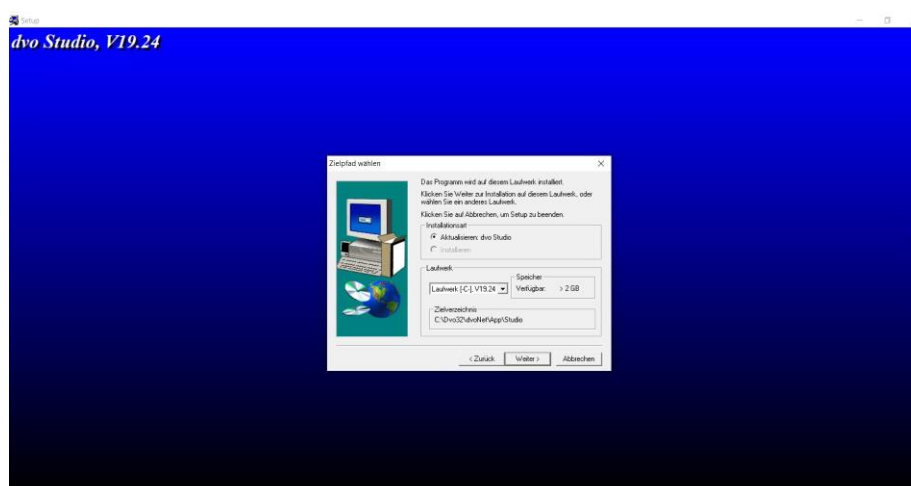 Setup
dvo Studio, V19.24
Zielpfad wählen
Das Programm wird auf diesem Laufwerk installiert.
Klicken Sie Weiter zur Installation auf diesem Laufwerk, oder
wählen Sie ein anderes Laufwerk.
Klicken Sie auf Abbrechen, um Setup zu beenden.
Installationsart
Aktualisieren: dvo Studio
Installieren
Laufwerk
Speicher
Laufwerk [-C-], V19.24
Verfügbar: > 2 GB
Zielverzeichnis
C:\Dvo32\dvoNet\App\Studio
< Zurück Weiter > Abbrechen